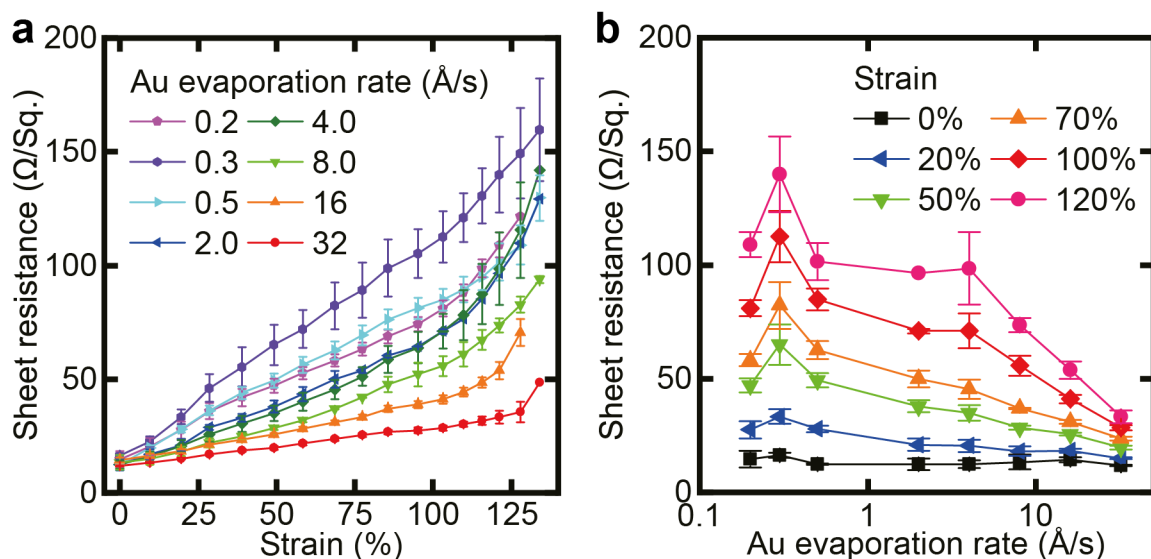 a
200
150
100
50
0
Sheet resistance (Ω/Sq.)
Au evaporation rate (Å/s)
0.2 4.0
0.3 8.0
0.5 16
2.0 32
0 25 50 75 100 125
Strain (%)
b
200
150
100
50
0
Sheet resistance (Ω/Sq.)
Strain
0% 70%
20% 100%
50% 120%
0.1 1 10
Au evaporation rate (Å/s)